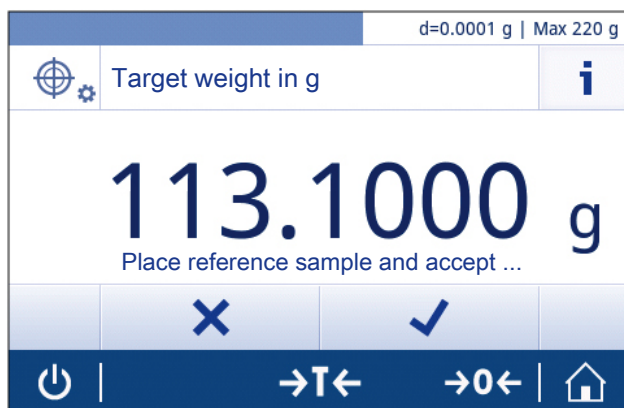 d=0.0001 g | Max 220 g
Target weight in g
i
113.1000 g
Place reference sample and accept ...
→T← →0←